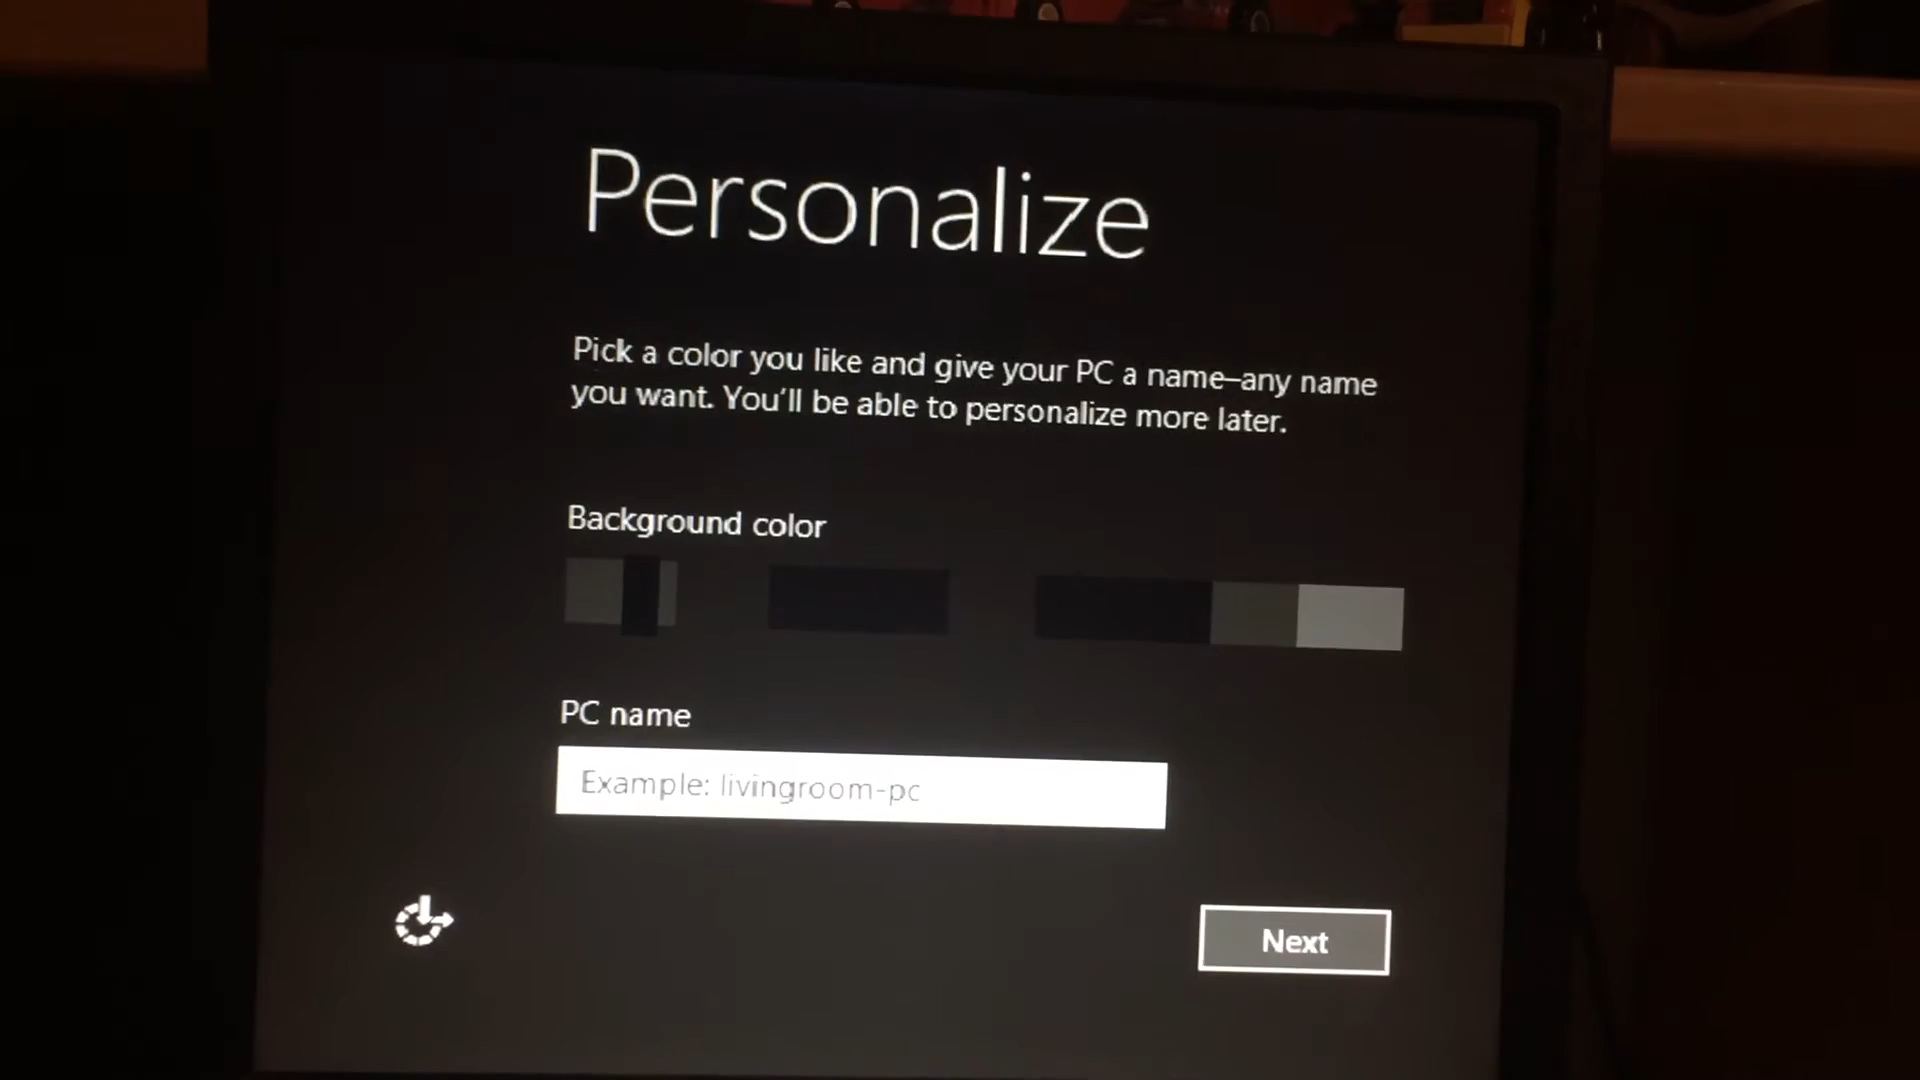 Personalize
Pick a color you like and give your PC a name–any name
you want. You'll be able to personalize more later.
Background color
PC name
Example: livingroom-pc
Next